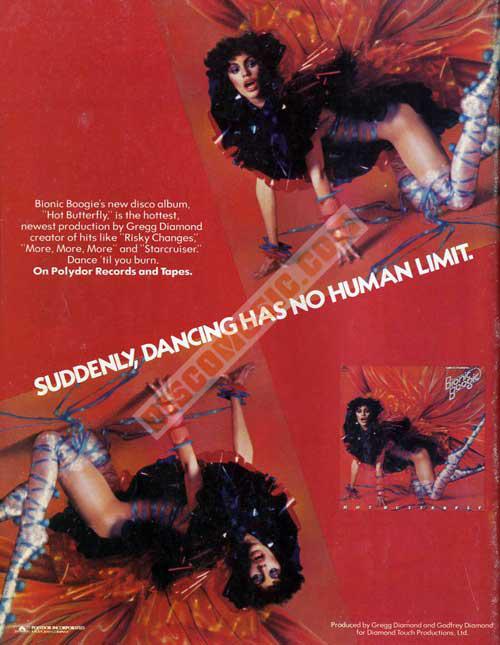 Bionic Boogie's new disco album,
"Hot Butterfly," is the hottest,
newest production by Gregg Diamond
creator of hits like "Risky Changes,"
"More, More, More" and "Starcruiser."
Dance 'til you burn.
On Polydor Records and Tapes.
SUDDENLY, DANCING HAS NO HUMAN LIMIT.
DISCOMUSIC.COM
Bionic
Boogie
HOT BUTTERFLY
POLYDOR INCORPORATED
Produced by Gregg Diamond and Godfrey Diamond
for Diamond Touch Productions, Ltd.